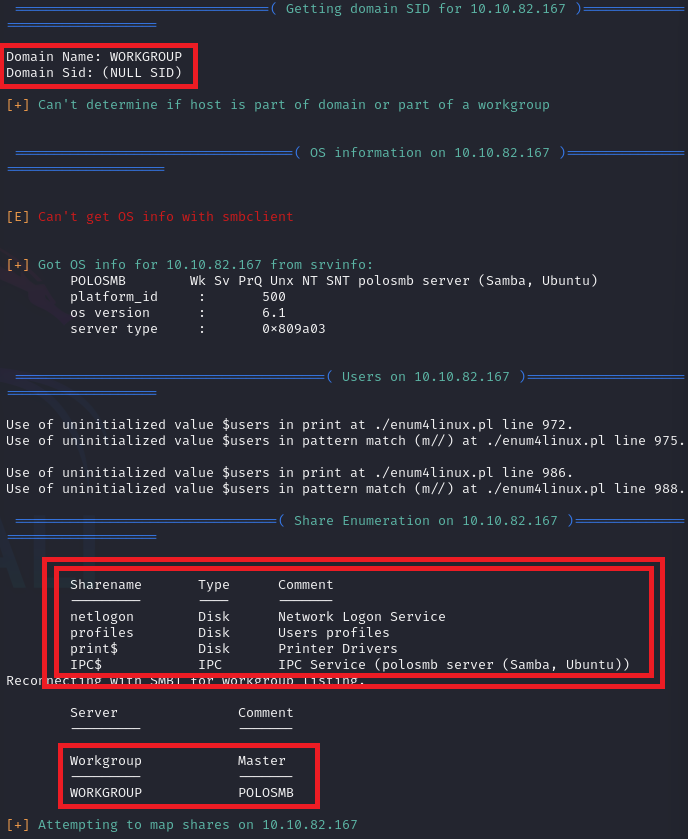 ( Getting domain SID for 10.10.82.167 )
Domain Name: WORKGROUP
Domain Sid: (NULL SID)
[+] Can't determine if host is part of domain or part of a workgroup
( OS information on 10.10.82.167 )
[E] Can't get OS info with smbclient
[+] Got OS info for 10.10.82.167 from srvinfo:
POLOSMB Wk Sv PrQ Unx NT SNT polosmb server (Samba, Ubuntu)
platform_id : 500
os version : 6.1
server type : 0×809a03
( Users on 10.10.82.167 )
Use of uninitialized value $users in print at ./enum4linux.pl line 972.
Use of uninitialized value $users in pattern match (m//) at ./enum4linux.pl line 975.
Use of uninitialized value $users in print at ./enum4linux.pl line 986.
Use of uninitialized value $users in pattern match (m//) at ./enum4linux.pl line 988.
( Share Enumeration on 10.10.82.167 )
Sharename Type Comment
netlogon Disk Network Logon Service
profiles Disk Users profiles
print$ Disk Printer Drivers
IPC$ IPC IPC Service (polosmb server (Samba, Ubuntu))
Reconnecting with SMB1 for workgroup listing.
Server Comment
Workgroup Master
WORKGROUP POLOSMB
[+] Attempting to map shares on 10.10.82.167